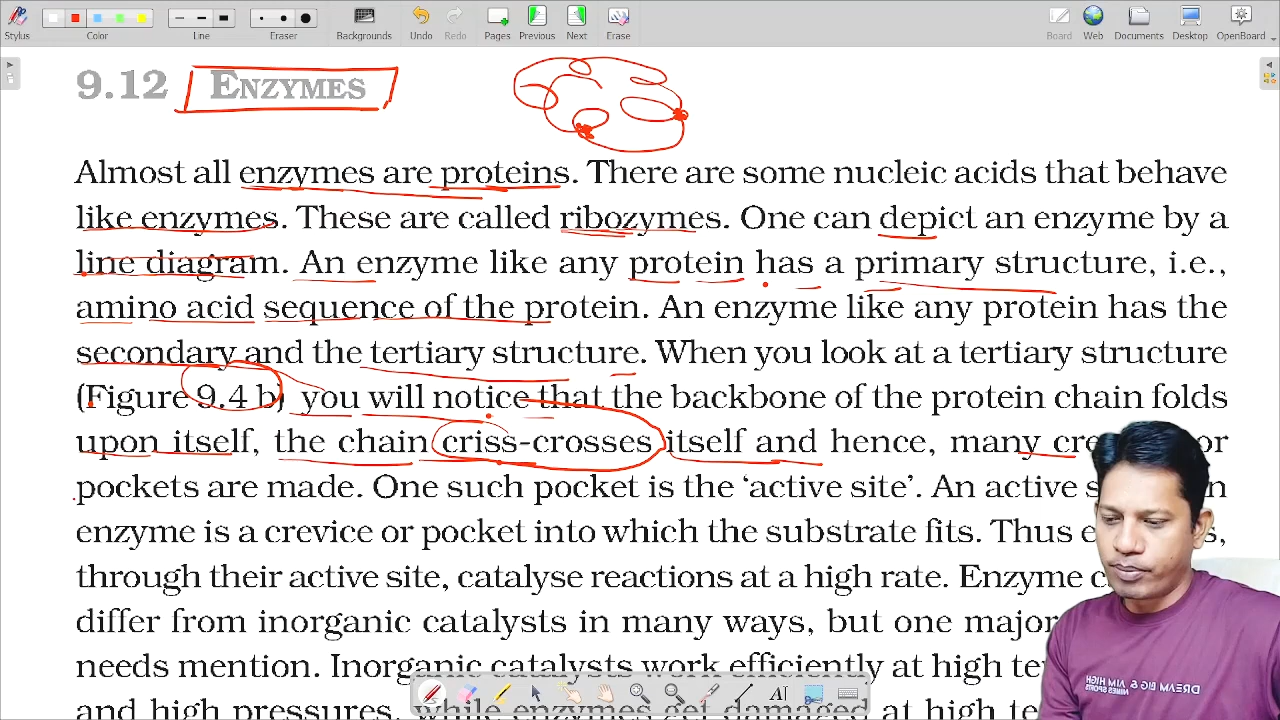 Stylus
Color
Line
Eraser
Backgrounds
Undo
Redo
Pages
Previous
Next
Erase
Board
Web
Documents
Desktop
OpenBoard
9.12 ENZYMES
Almost all enzymes are proteins. There are some nucleic acids that behave
like enzymes. These are called ribozymes. One can depict an enzyme by a
line diagram. An enzyme like any protein has a primary structure, i.e.,
amino acid sequence of the protein. An enzyme like any protein has the
secondary and the tertiary structure. When you look at a tertiary structure
(Figure 9.4 b) you will notice that the backbone of the protein chain folds
upon itself, the chain criss-crosses itself and hence, many or
pockets are made. One such pocket is the ‘active site’. An active
enzyme is a crevice or pocket into which the substrate fits. Thus
through their active site, catalyse reactions at a high rate. Enzyme
differ from inorganic catalysts in many ways, but one major
needs mention. Inorganic catalysts work efficiently at high
and high pressures, while enzymes get damaged at high
DREAM BIG & AIM HIGH